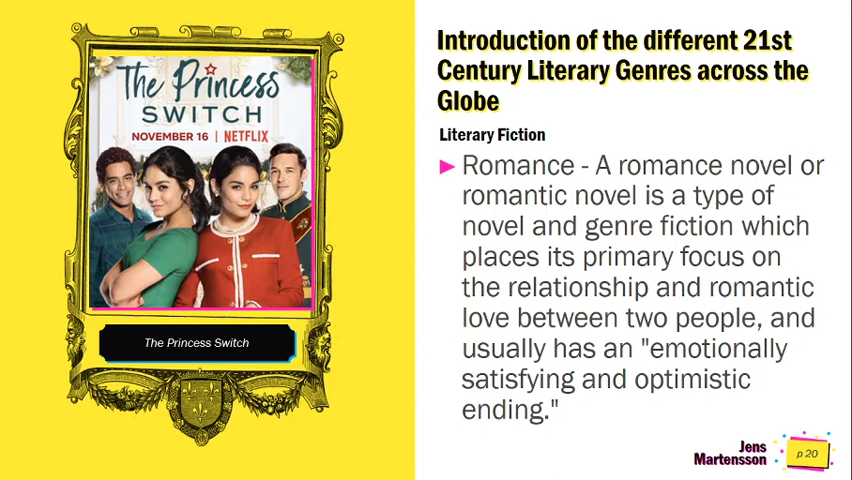 The Princess
SWITCH
NOVEMBER 16 | NETFLIX
The Princess Switch
Introduction of the different 21st
Century Literary Genres across the
Globe
Literary Fiction
► Romance - A romance novel or
romantic novel is a type of
novel and genre fiction which
places its primary focus on
the relationship and romantic
love between two people, and
usually has an "emotionally
satisfying and optimistic
ending."
Jens
Martensson
p 20